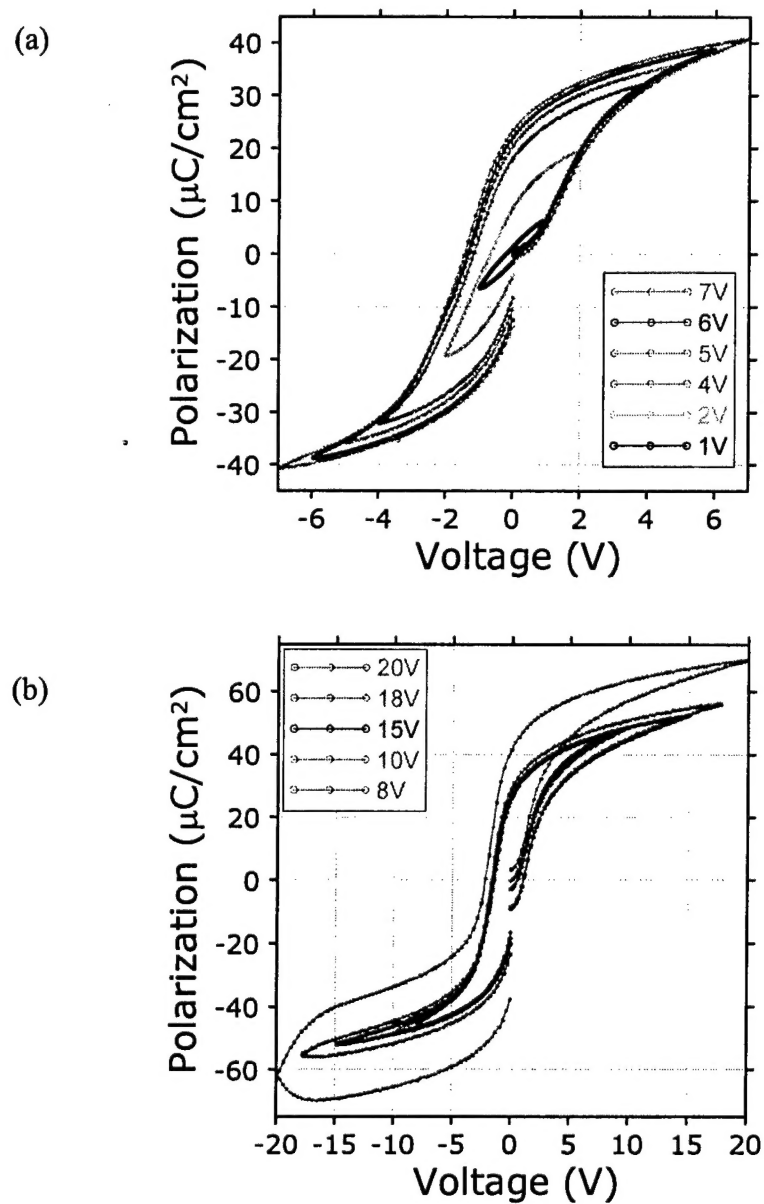 (a)
Polarization (μC/cm²)
40
30
20
10
0
-10
-20
-30
-40
7V
6V
5V
4V
2V
1V
-6 -4 -2 0 2 4 6
Voltage (V)
(b)
Polarization (μC/cm²)
60
40
20
0
-20
-40
-60
20V
18V
15V
10V
8V
-20 -15 -10 -5 0 5 10 15 20
Voltage (V)